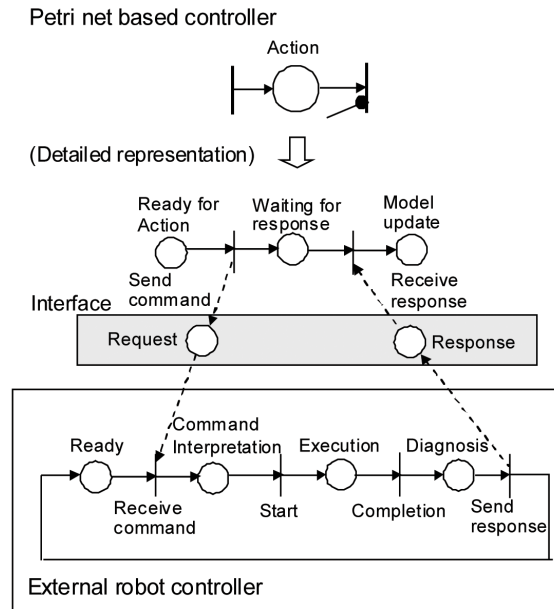 Petri net based controller
Action
(Detailed representation)
Ready for
Action
Waiting for
response
Model
update
Send
command
Receive
response
Interface
Request
Response
Ready
Command
Interpretation
Execution
Diagnosis
Receive
command
Start
Completion
Send
response
External robot controller